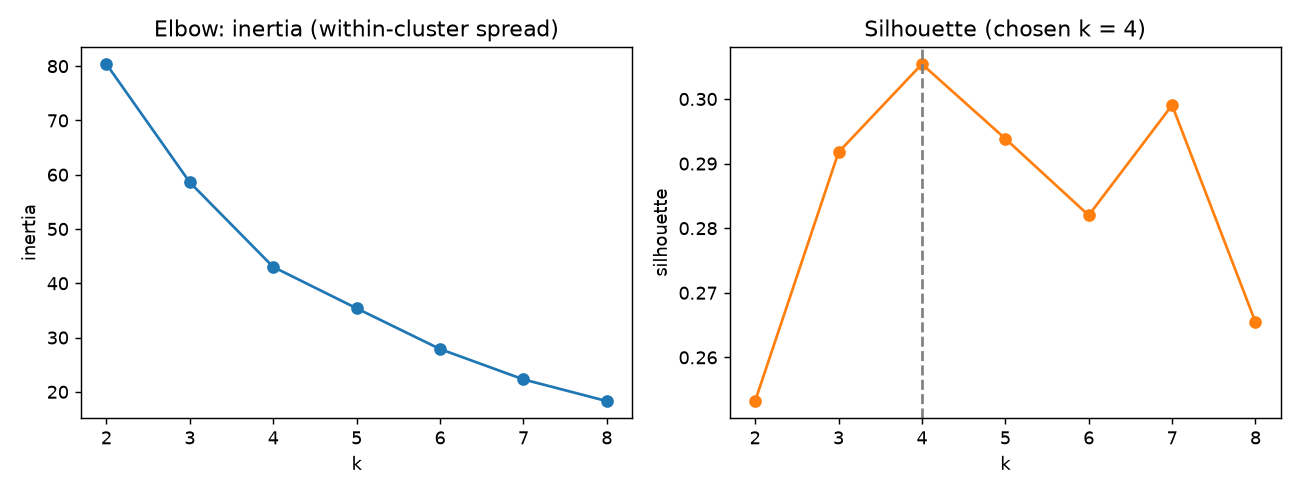 Elbow: inertia (within-cluster spread)
80
70
60
50
40
30
20
inertia
2 3 4 5 6 7 8
k
Silhouette (chosen k = 4)
0.30
0.29
0.28
0.27
0.26
silhouette
2 3 4 5 6 7 8
k